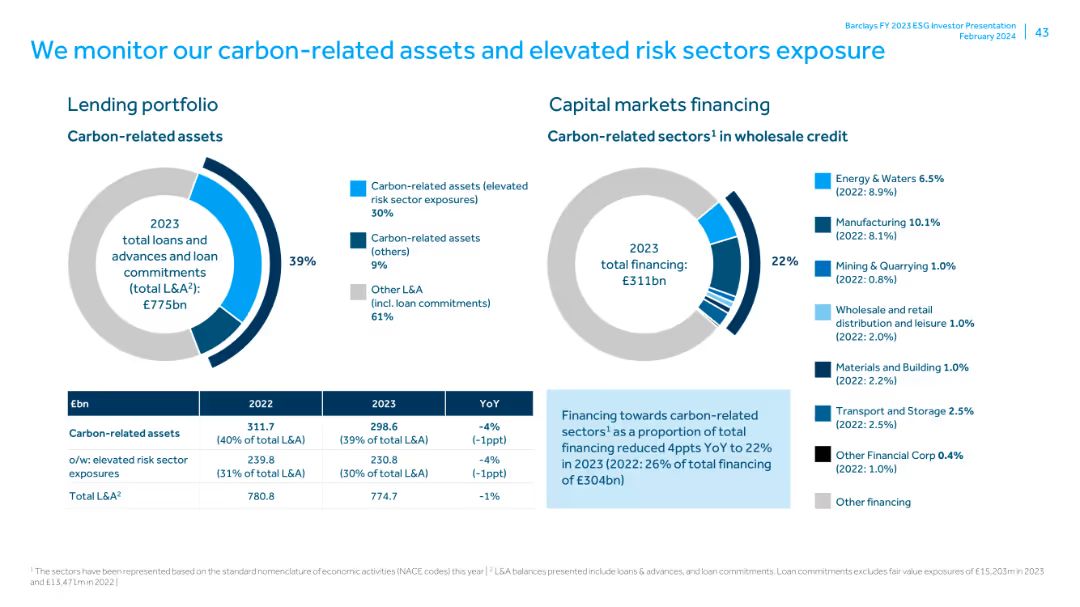 Barclays FY 2023 ESG Investor Presentation
February 2024
43
We monitor our carbon-related assets and elevated risk sectors exposure
Lending portfolio
Carbon-related assets
2023
total loans and
advances and loan
commitments
(total L&A²):
£775bn
39%
Carbon-related assets (elevated
risk sector exposures)
30%
Carbon-related assets
(others)
9%
Other L&A
(incl. loan commitments)
61%
£bn 2022 2023 YoY
Carbon-related assets 311.7 (40% of total L&A) 298.6 (39% of total L&A) -4% (-1ppt)
o/w: elevated risk sector exposures 239.8 (31% of total L&A) 230.8 (30% of total L&A) -4% (-1ppt)
Total L&A² 780.8 774.7 -1%
Capital markets financing
Carbon-related sectors¹ in wholesale credit
2023
total financing:
£311bn
22%
Energy & Waters 6.5%
(2022: 8.9%)
Manufacturing 10.1%
(2022: 8.1%)
Mining & Quarrying 1.0%
(2022: 0.8%)
Wholesale and retail
distribution and leisure 1.0%
(2022: 2.0%)
Materials and Building 1.0%
(2022: 2.2%)
Transport and Storage 2.5%
(2022: 2.5%)
Other Financial Corp 0.4%
(2022: 1.0%)
Other financing
Financing towards carbon-related
sectors¹ as a proportion of total
financing reduced 4ppts YoY to 22%
in 2023 (2022: 26% of total financing
of £304bn)
¹ The sectors have been represented based on the standard nomenclature of economic activities (NACE codes) this year | ² L&A balances presented include loans & advances, and loan commitments. Loan commitments excludes fair value exposures of £15,203m in 2023
and £13,471m in 2022 |